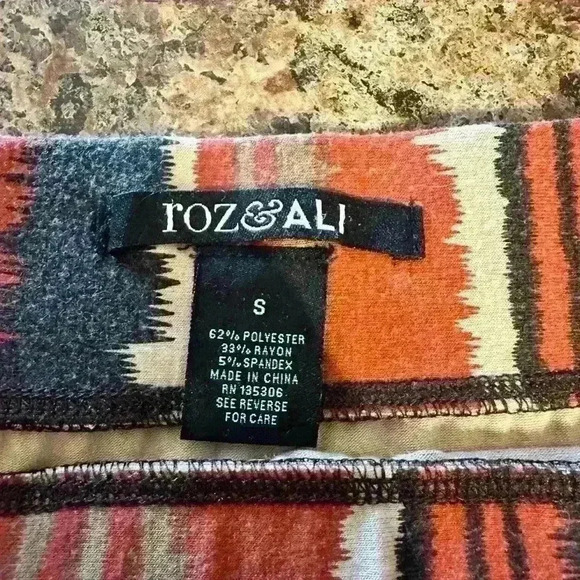 roz&ALI
S
62% POLYESTER
33% RAYON
5% SPANDEX
MADE IN CHINA
RN 135306
SEE REVERSE
FOR CARE